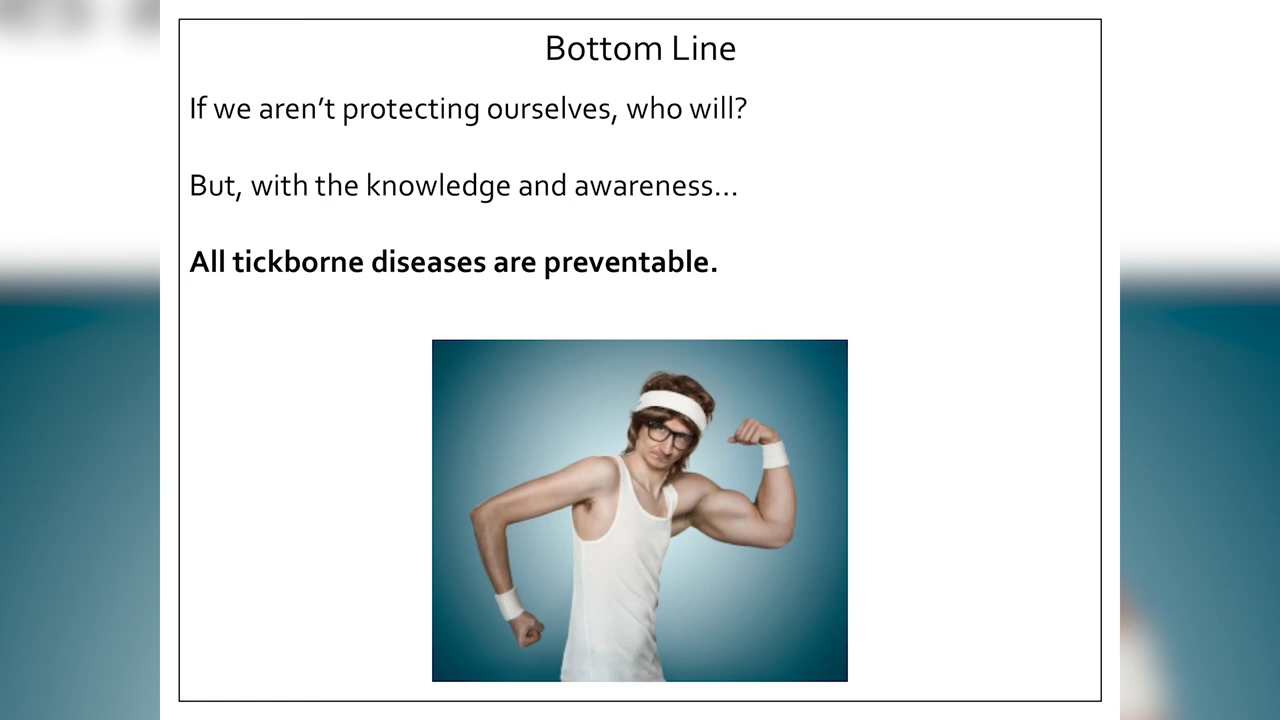 Bottom Line
If we aren’t protecting ourselves, who will?
But, with the knowledge and awareness…
All tickborne diseases are preventable.